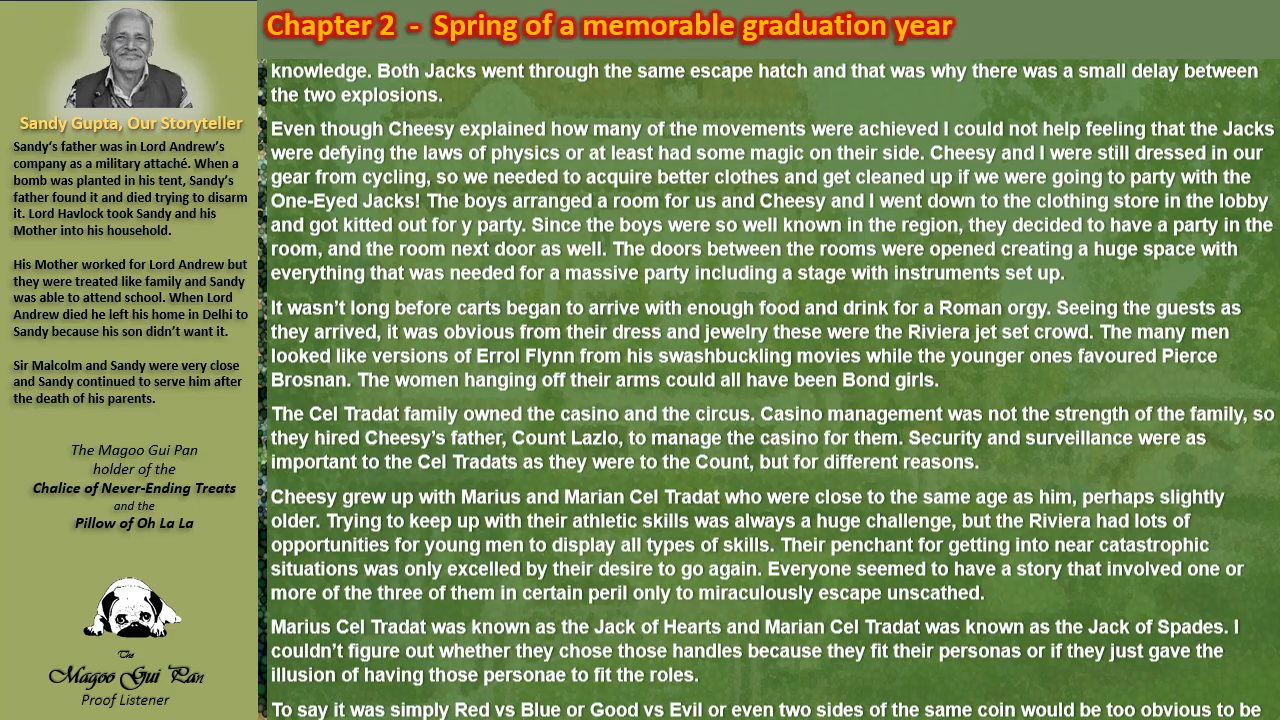 Chapter 2 - Spring of a memorable graduation year
Sandy Gupta, Our Storyteller
Sandy's father was in Lord Andrew's
company as a military attaché. When a
bomb was planted in his tent, Sandy's
father found it and died trying to disarm
it. Lord Havlock took Sandy and his
Mother into his household.
His Mother worked for Lord Andrew but
they were treated like family and Sandy
was able to attend school. When Lord
Andrew died he left his home in Delhi to
Sandy because his son didn't want it.
Sir Malcolm and Sandy were very close
and Sandy continued to serve him after
the death of his parents.
The Magoo Gui Pan
holder of the
Chalice of Never-Ending Treats
and the
Pillow of Oh La La
The
Magoo Gui Pan
Proof Listener
knowledge. Both Jacks went through the same escape hatch and that was why there was a small delay between
the two explosions.
Even though Cheesy explained how many of the movements were achieved I could not help feeling that the Jacks
were defying the laws of physics or at least had some magic on their side. Cheesy and I were still dressed in our
gear from cycling, so we needed to acquire better clothes and get cleaned up if we were going to party with the
One-Eyed Jacks! The boys arranged a room for us and Cheesy and I went down to the clothing store in the lobby
and got kitted out for y party. Since the boys were so well known in the region, they decided to have a party in the
room, and the room next door as well. The doors between the rooms were opened creating a huge space with
everything that was needed for a massive party including a stage with instruments set up.
It wasn't long before carts began to arrive with enough food and drink for a Roman orgy. Seeing the guests as
they arrived, it was obvious from their dress and jewelry these were the Riviera jet set crowd. The many men
looked like versions of Errol Flynn from his swashbuckling movies while the younger ones favoured Pierce
Brosnan. The women hanging off their arms could all have been Bond girls.
The Cel Tradat family owned the casino and the circus. Casino management was not the strength of the family, so
they hired Cheesy's father, Count Lazlo, to manage the casino for them. Security and surveillance were as
important to the Cel Tradats as they were to the Count, but for different reasons.
Cheesy grew up with Marius and Marian Cel Tradat who were close to the same age as him, perhaps slightly
older. Trying to keep up with their athletic skills was always a huge challenge, but the Riviera had lots of
opportunities for young men to display all types of skills. Their penchant for getting into near catastrophic
situations was only excelled by their desire to go again. Everyone seemed to have a story that involved one or
more of the three of them in certain peril only to miraculously escape unscathed.
Marius Cel Tradat was known as the Jack of Hearts and Marian Cel Tradat was known as the Jack of Spades. I
couldn't figure out whether they chose those handles because they fit their personas or if they just gave the
illusion of having those personae to fit the roles.
To say it was simply Red vs Blue or Good vs Evil or even two sides of the same coin would be too obvious to be